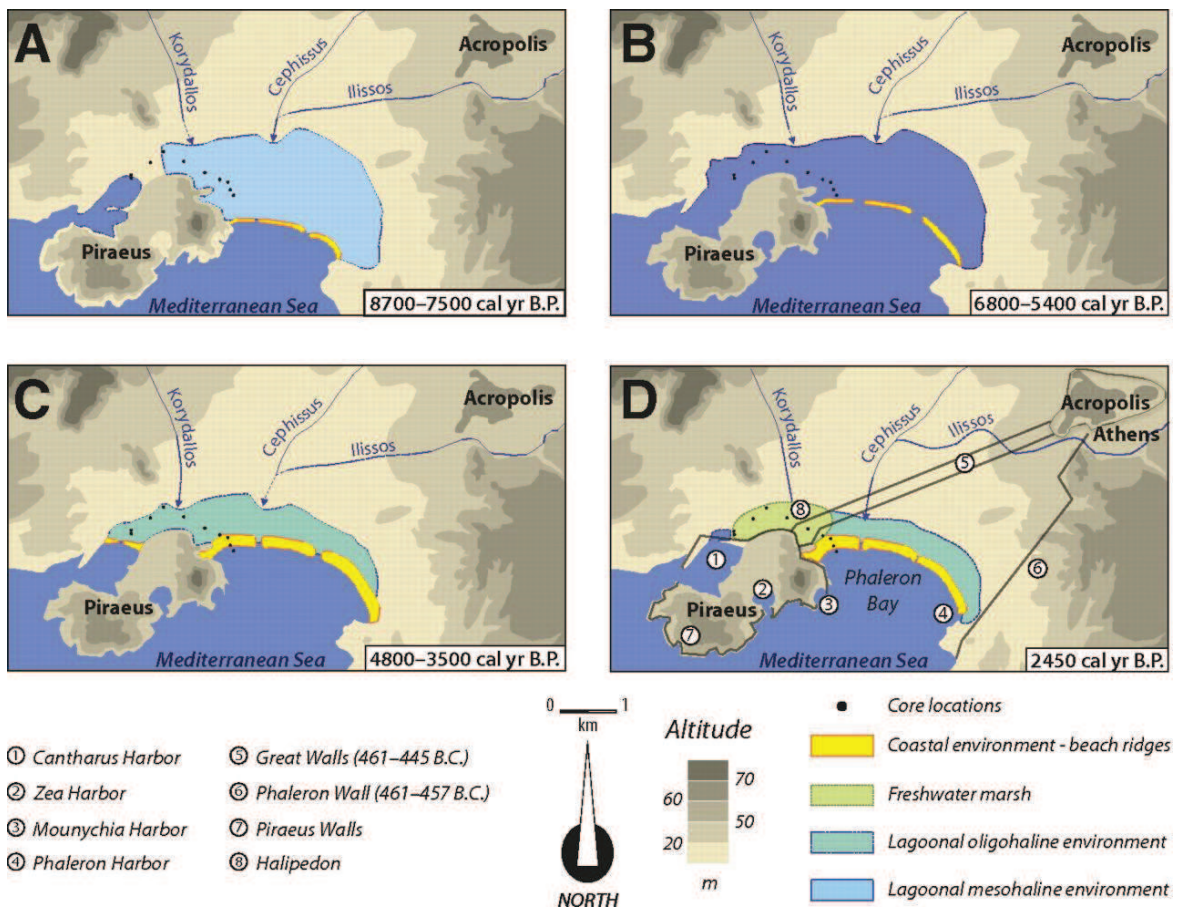 A
Korydallos
Cephissus
Ilissos
Acropolis
Piraeus
Mediterranean Sea
8700–7500 cal yr B.P.
B
Korydallos
Cephissus
Ilissos
Acropolis
Piraeus
Mediterranean Sea
6800–5400 cal yr B.P.
C
Korydallos
Cephissus
Ilissos
Acropolis
Piraeus
Mediterranean Sea
4800–3500 cal yr B.P.
D
Korydallos
Cephissus
Ilissos
Acropolis
Athens
5
8
1
2
3
4
6
7
Phaleron
Bay
Piraeus
Mediterranean Sea
2450 cal yr B.P.
1 Cantharus Harbor
2 Zea Harbor
3 Mounychia Harbor
4 Phaleron Harbor
5 Great Walls (461–445 B.C.)
6 Phaleron Wall (461–457 B.C.)
7 Piraeus Walls
8 Halipedon
0 1
km
NORTH
Altitude
70
60
50
20
m
Core locations
Coastal environment - beach ridges
Freshwater marsh
Lagoonal oligohaline environment
Lagoonal mesohaline environment